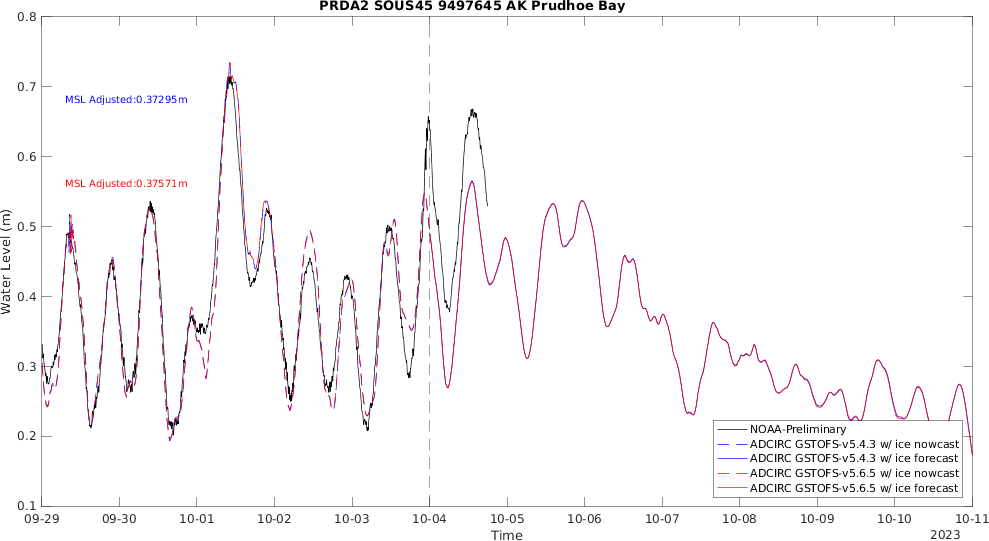 PRDA2 SOUS45 9497645 AK Prudhoe Bay
0.8
0.7
0.6
0.5
0.4
0.3
0.2
0.1
Water Level (m)
MSL Adjusted:0.37295m
MSL Adjusted:0.37571m
NOAA-Preliminary
ADCIRC GSTOFS-v5.4.3 w/ ice nowcast
ADCIRC GSTOFS-v5.4.3 w/ ice forecast
ADCIRC GSTOFS-v5.6.5 w/ ice nowcast
ADCIRC GSTOFS-v5.6.5 w/ ice forecast
09-29 09-30 10-01 10-02 10-03 10-04 10-05 10-06 10-07 10-08 10-09 10-10 10-11
Time
2023